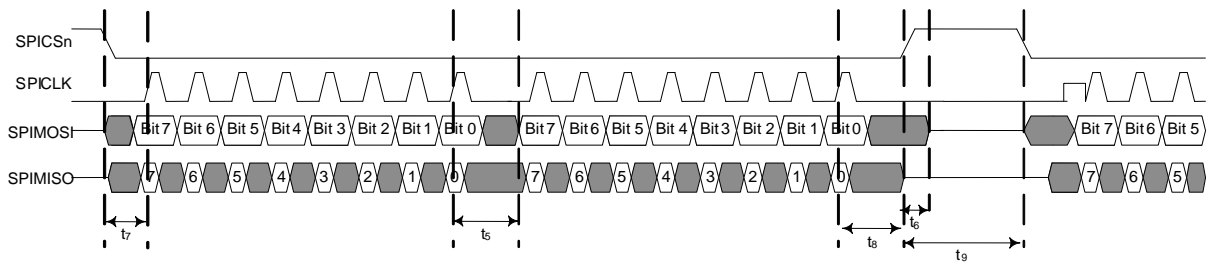 SPICSn
SPICLK
SPIMOSI Bit 7 Bit 6 Bit 5 Bit 4 Bit 3 Bit 2 Bit 1 Bit 0 Bit 7 Bit 6 Bit 5 Bit 4 Bit 3 Bit 2 Bit 1 Bit 0 Bit 7 Bit 6 Bit 5
SPIMISO 7 6 5 4 3 2 1 0 7 6 5 4 3 2 1 0 7 6 5
t7 t5 t8 t6 t9